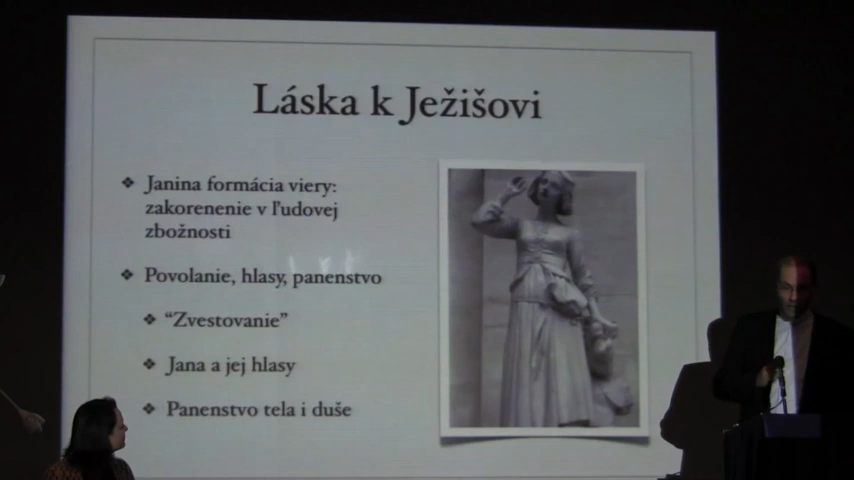 Láska k Ježišovi
❖ Janina formácia viery:
zakorenenie v ľudovej
zbožnosti
❖ Povolanie, hlasy, panenstvo
❖ “Zvestovanie”
❖ Jana a jej hlasy
❖ Panenstvo tela i duše